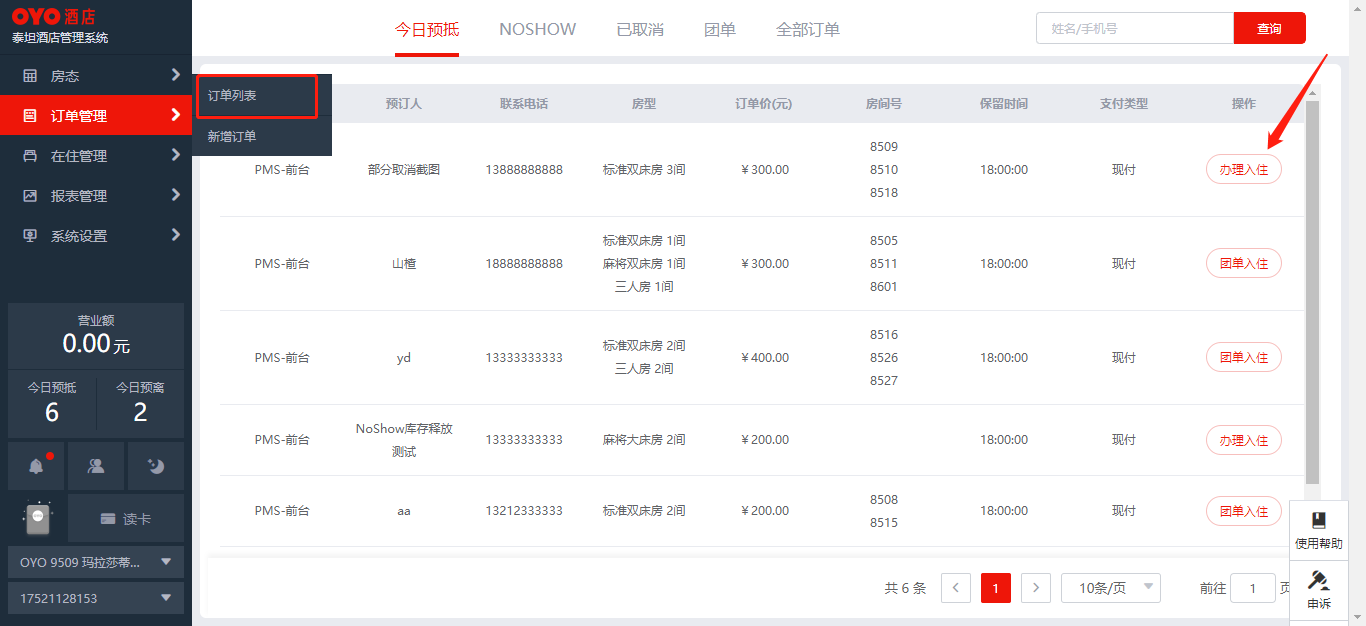 OYO 酒店
泰坦酒店管理系统
房态
订单管理
在住管理
报表管理
系统设置
订单列表
新增订单
营业额
0.00元
今日预抵 今日预离
6 2
读卡
OYO 9509 玛拉莎蒂...
17521128153
今日预抵 NOSHOW 已取消 团单 全部订单
姓名/手机号 查询
预订人 联系电话 房型 订单价(元) 房间号 保留时间 支付类型 操作
PMS-前台 部分取消截图 13888888888 标准双床房 3间 ¥300.00 8509 8510 8518 18:00:00 现付 办理入住
PMS-前台 山楂 18888888888 标准双床房 1间 麻将双床房 1间 三人房 1间 ¥300.00 8505 8511 8601 18:00:00 现付 团单入住
PMS-前台 yd 13333333333 标准双床房 2间 三人房 2间 ¥400.00 8516 8526 8527 18:00:00 现付 团单入住
PMS-前台 NoShow库存释放测试 13333333333 麻将大床房 2间 ¥200.00 18:00:00 现付 办理入住
PMS-前台 aa 13212333333 标准双床房 2间 ¥200.00 8508 8515 18:00:00 现付 团单入住
共 6 条 1 10条/页 前往 1 页
使用帮助
申诉